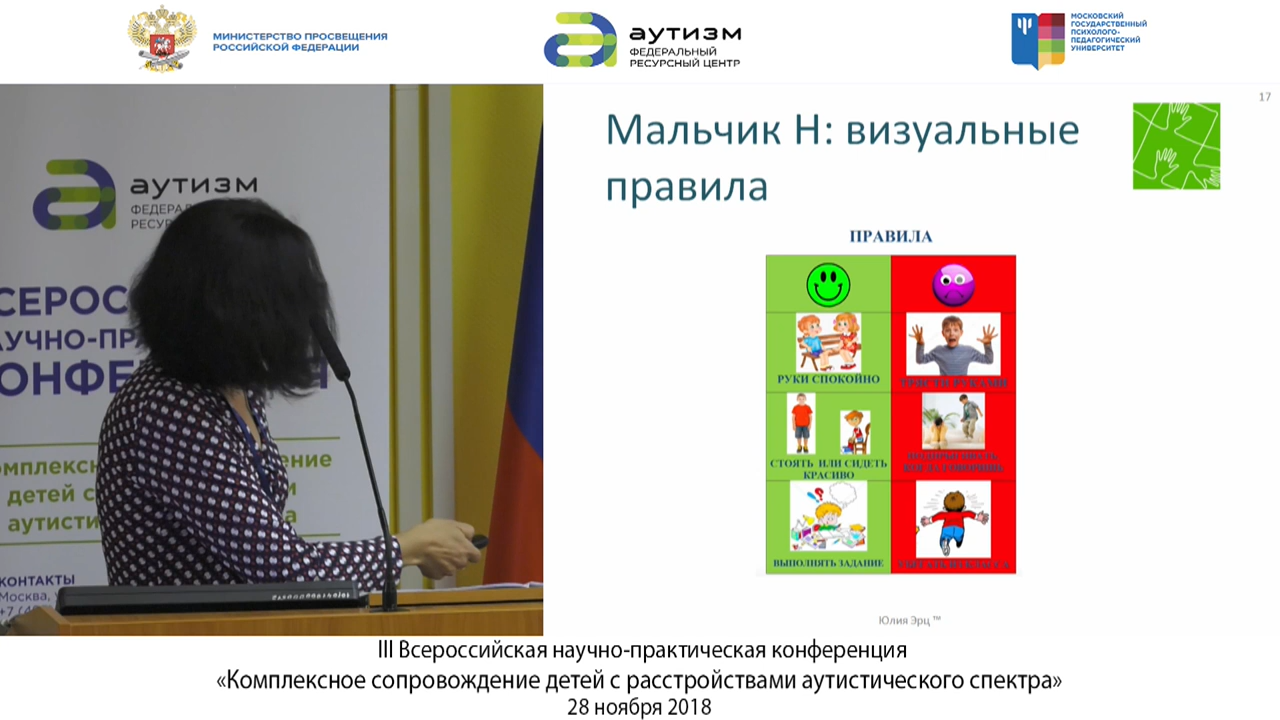 МИНИСТЕРСТВО ПРОСВЕЩЕНИЯ
РОССИЙСКОЙ ФЕДЕРАЦИИ
аутизм
ФЕДЕРАЛЬНЫЙ
РЕСУРСНЫЙ ЦЕНТР
МОСКОВСКИЙ
ГОСУДАРСТВЕННЫЙ
ПСИХОЛОГО-
ПЕДАГОГИЧЕСКИЙ
УНИВЕРСИТЕТ
аутизм
КОНТАКТЫ
Москва,
17
Мальчик Н: визуальные
правила
ПРАВИЛА
РУКИ СПОКОЙНО
СТОЯТЬ ИЛИ СИДЕТЬ
КРАСИВО
ВЫПОЛНЯТЬ ЗАДАНИЕ
Юлия Эрц ™
III Всероссийская научно-практическая конференция
«Комплексное сопровождение детей с расстройствами аутистического спектра»
28 ноября 2018